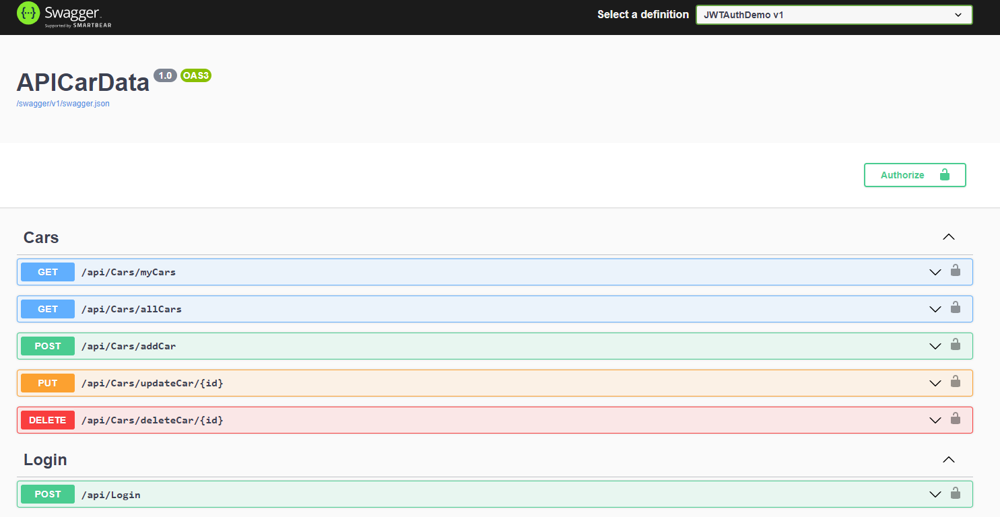 Swagger.
Supported by SMARTBEAR
Select a definition
JWTAuthDemo v1
APICarData 1.0 OAS3
/swagger/v1/swagger.json
Authorize
Cars
GET /api/Cars/myCars
GET /api/Cars/allCars
POST /api/Cars/addCar
PUT /api/Cars/updateCar/{id}
DELETE /api/Cars/deleteCar/{id}
Login
POST /api/Login